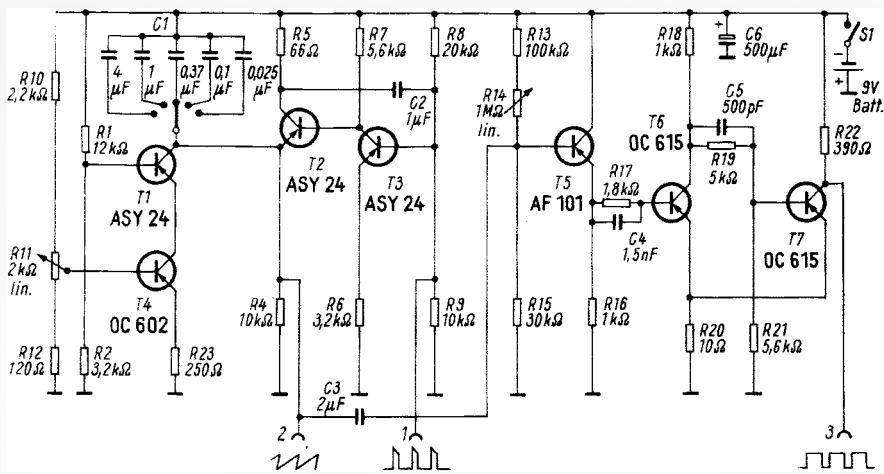 C1
4 µF
1 µF
0,37 µF
0,1 µF
0,025 µF
R10
2,2kΩ
R1
12kΩ
T1
ASY 24
R11
2kΩ
lin.
T4
OC 602
R12
120Ω
R2
3,2kΩ
R23
250Ω
R5
66Ω
R7
5,6kΩ
R8
20kΩ
C2
1µF
T2
ASY 24
T3
ASY 24
R4
10kΩ
R6
3,2kΩ
R9
10kΩ
C3
2µF
R13
100kΩ
R14
1MΩ
lin.
T5
AF 101
R15
30kΩ
R17
1,8kΩ
C4
1,5nF
R16
1kΩ
R18
1kΩ
+
C6
500µF
C5
500pF
T6
OC 615
R19
5kΩ
T7
OC 615
R20
10Ω
R21
5,6kΩ
R22
390Ω
S1
−
+
9V
Batt.
2
1
3